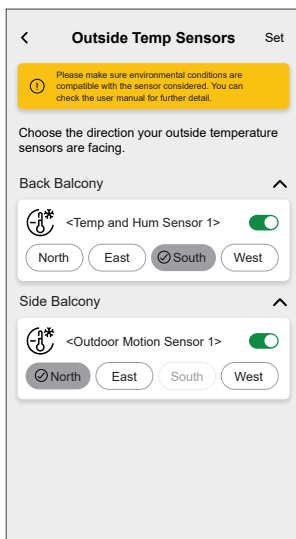 Outside Temp Sensors Set
Please make sure environmental conditions are
compatible with the sensor considered. You can
check the user manual for further detail.
Choose the direction your outside temperature
sensors are facing.
Back Balcony
<Temp and Hum Sensor 1>
North East South West
Side Balcony
<Outdoor Motion Sensor 1>
North East South West